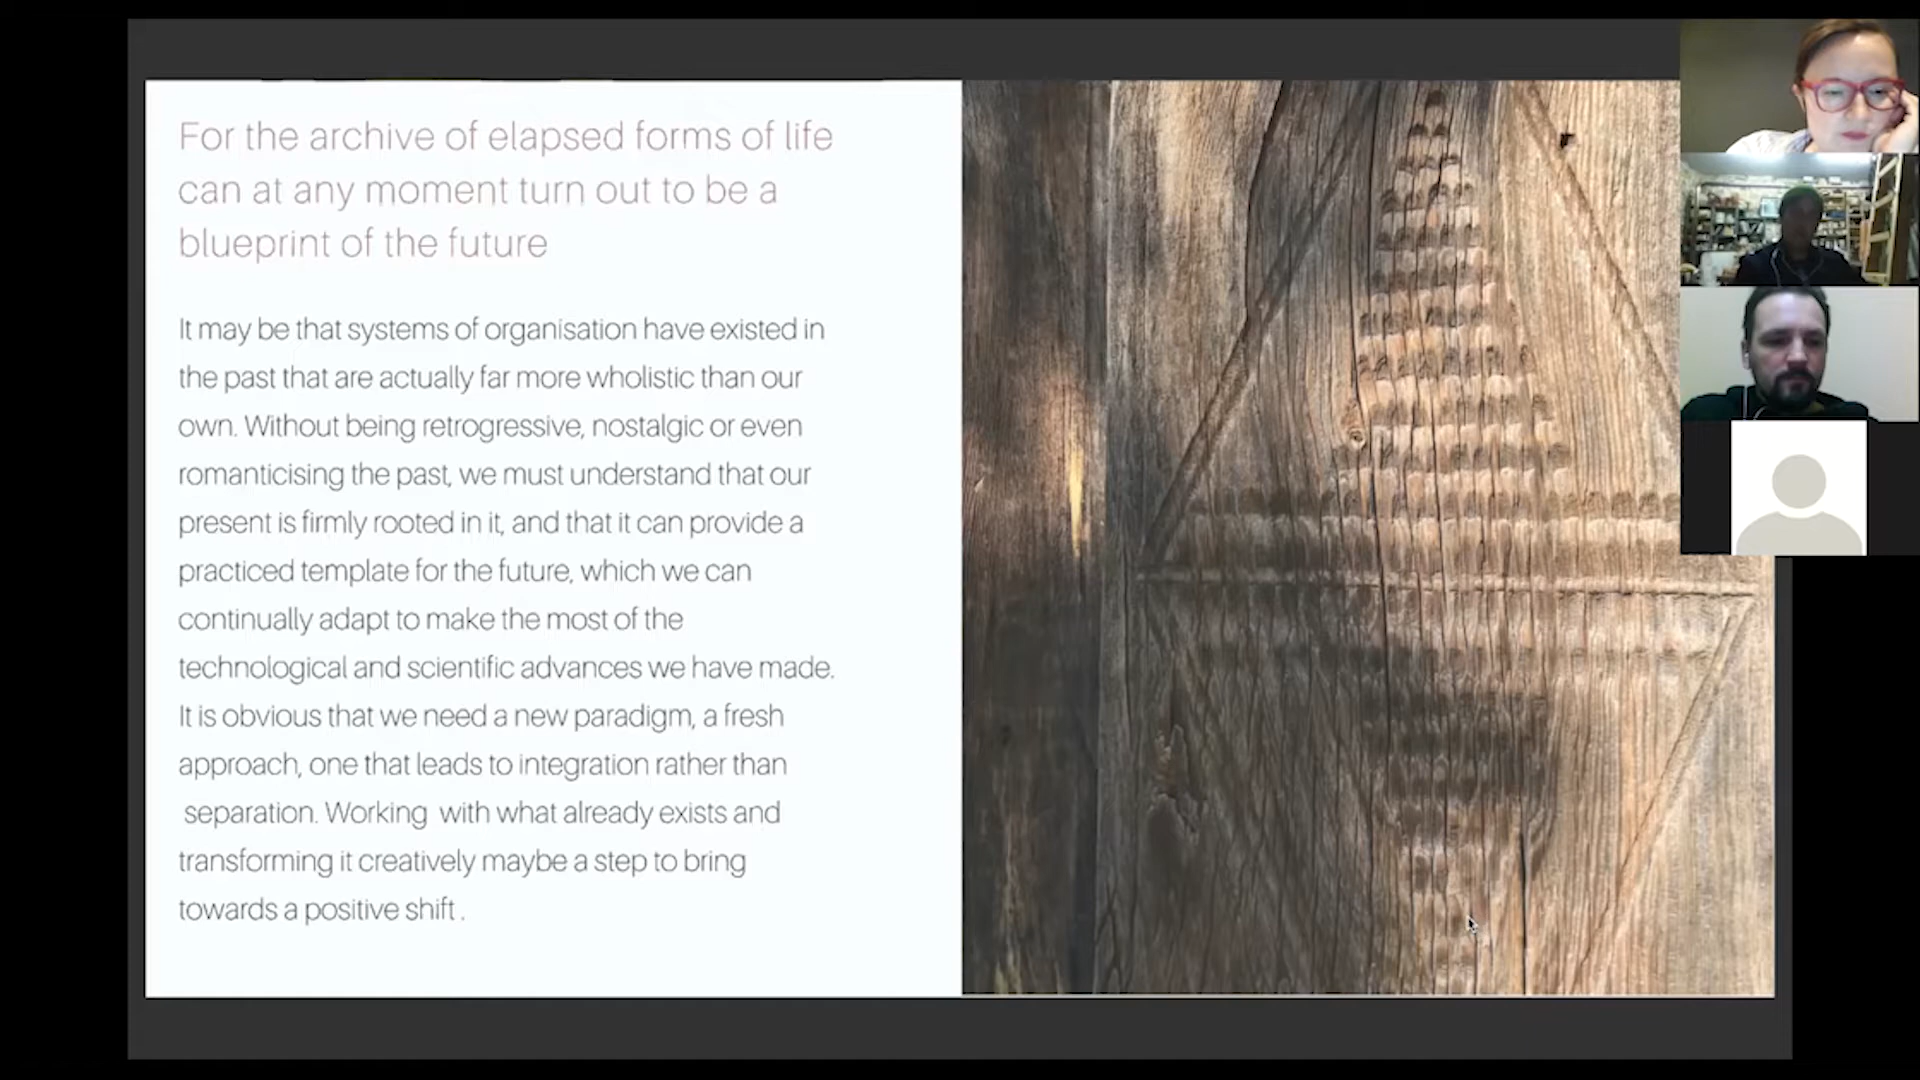 For the archive of elapsed forms of life
can at any moment turn out to be a
blueprint of the future
It may be that systems of organisation have existed in
the past that are actually far more wholistic than our
own. Without being retrogressive, nostalgic or even
romanticising the past, we must understand that our
present is firmly rooted in it, and that it can provide a
practiced template for the future, which we can
continually adapt to make the most of the
technological and scientific advances we have made.
It is obvious that we need a new paradigm, a fresh
approach, one that leads to integration rather than
separation. Working  with what already exists and
transforming it creatively maybe a step to bring
towards a positive shift .